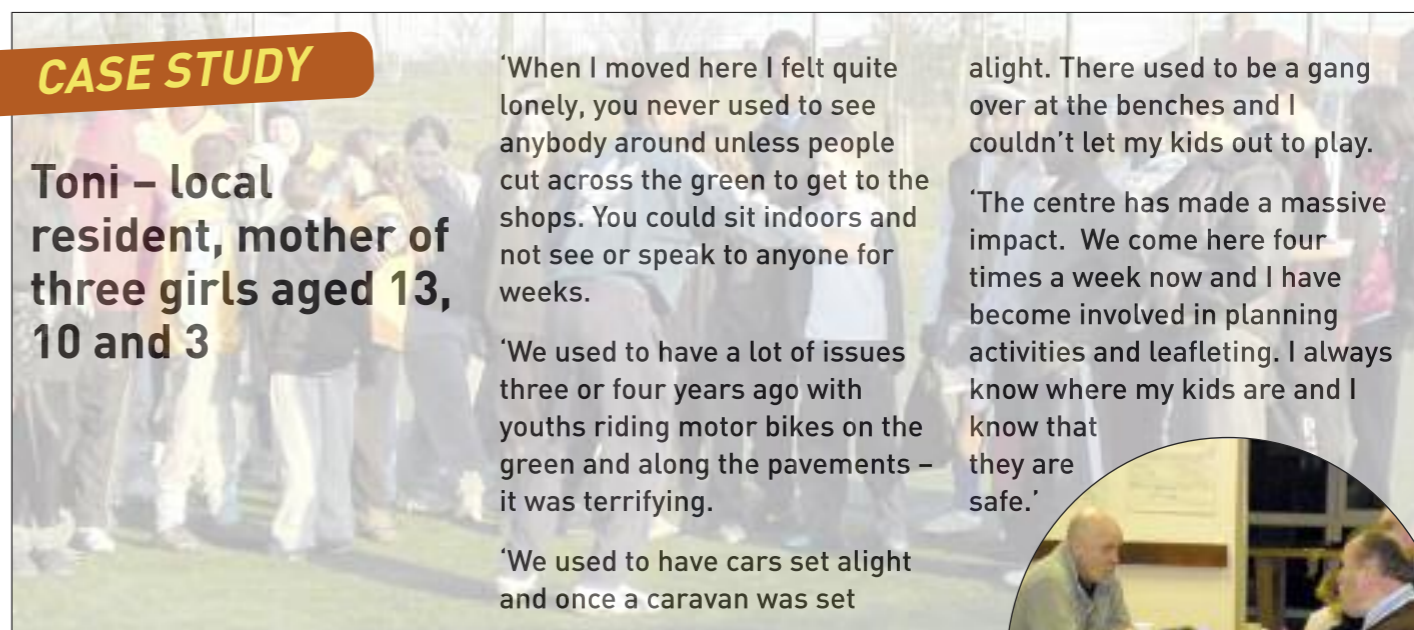 CASE STUDY
Toni – local
resident, mother of
three girls aged 13,
10 and 3
‘When I moved here I felt quite
lonely, you never used to see
anybody around unless people
cut across the green to get to the
shops. You could sit indoors and
not see or speak to anyone for
weeks.
‘We used to have a lot of issues
three or four years ago with
youths riding motor bikes on the
green and along the pavements –
it was terrifying.
‘We used to have cars set alight
and once a caravan was set
alight. There used to be a gang
over at the benches and I
couldn’t let my kids out to play.
‘The centre has made a massive
impact.  We come here four
times a week now and I have
become involved in planning
activities and leafleting. I always
know where my kids are and I
know that
they are
safe.’